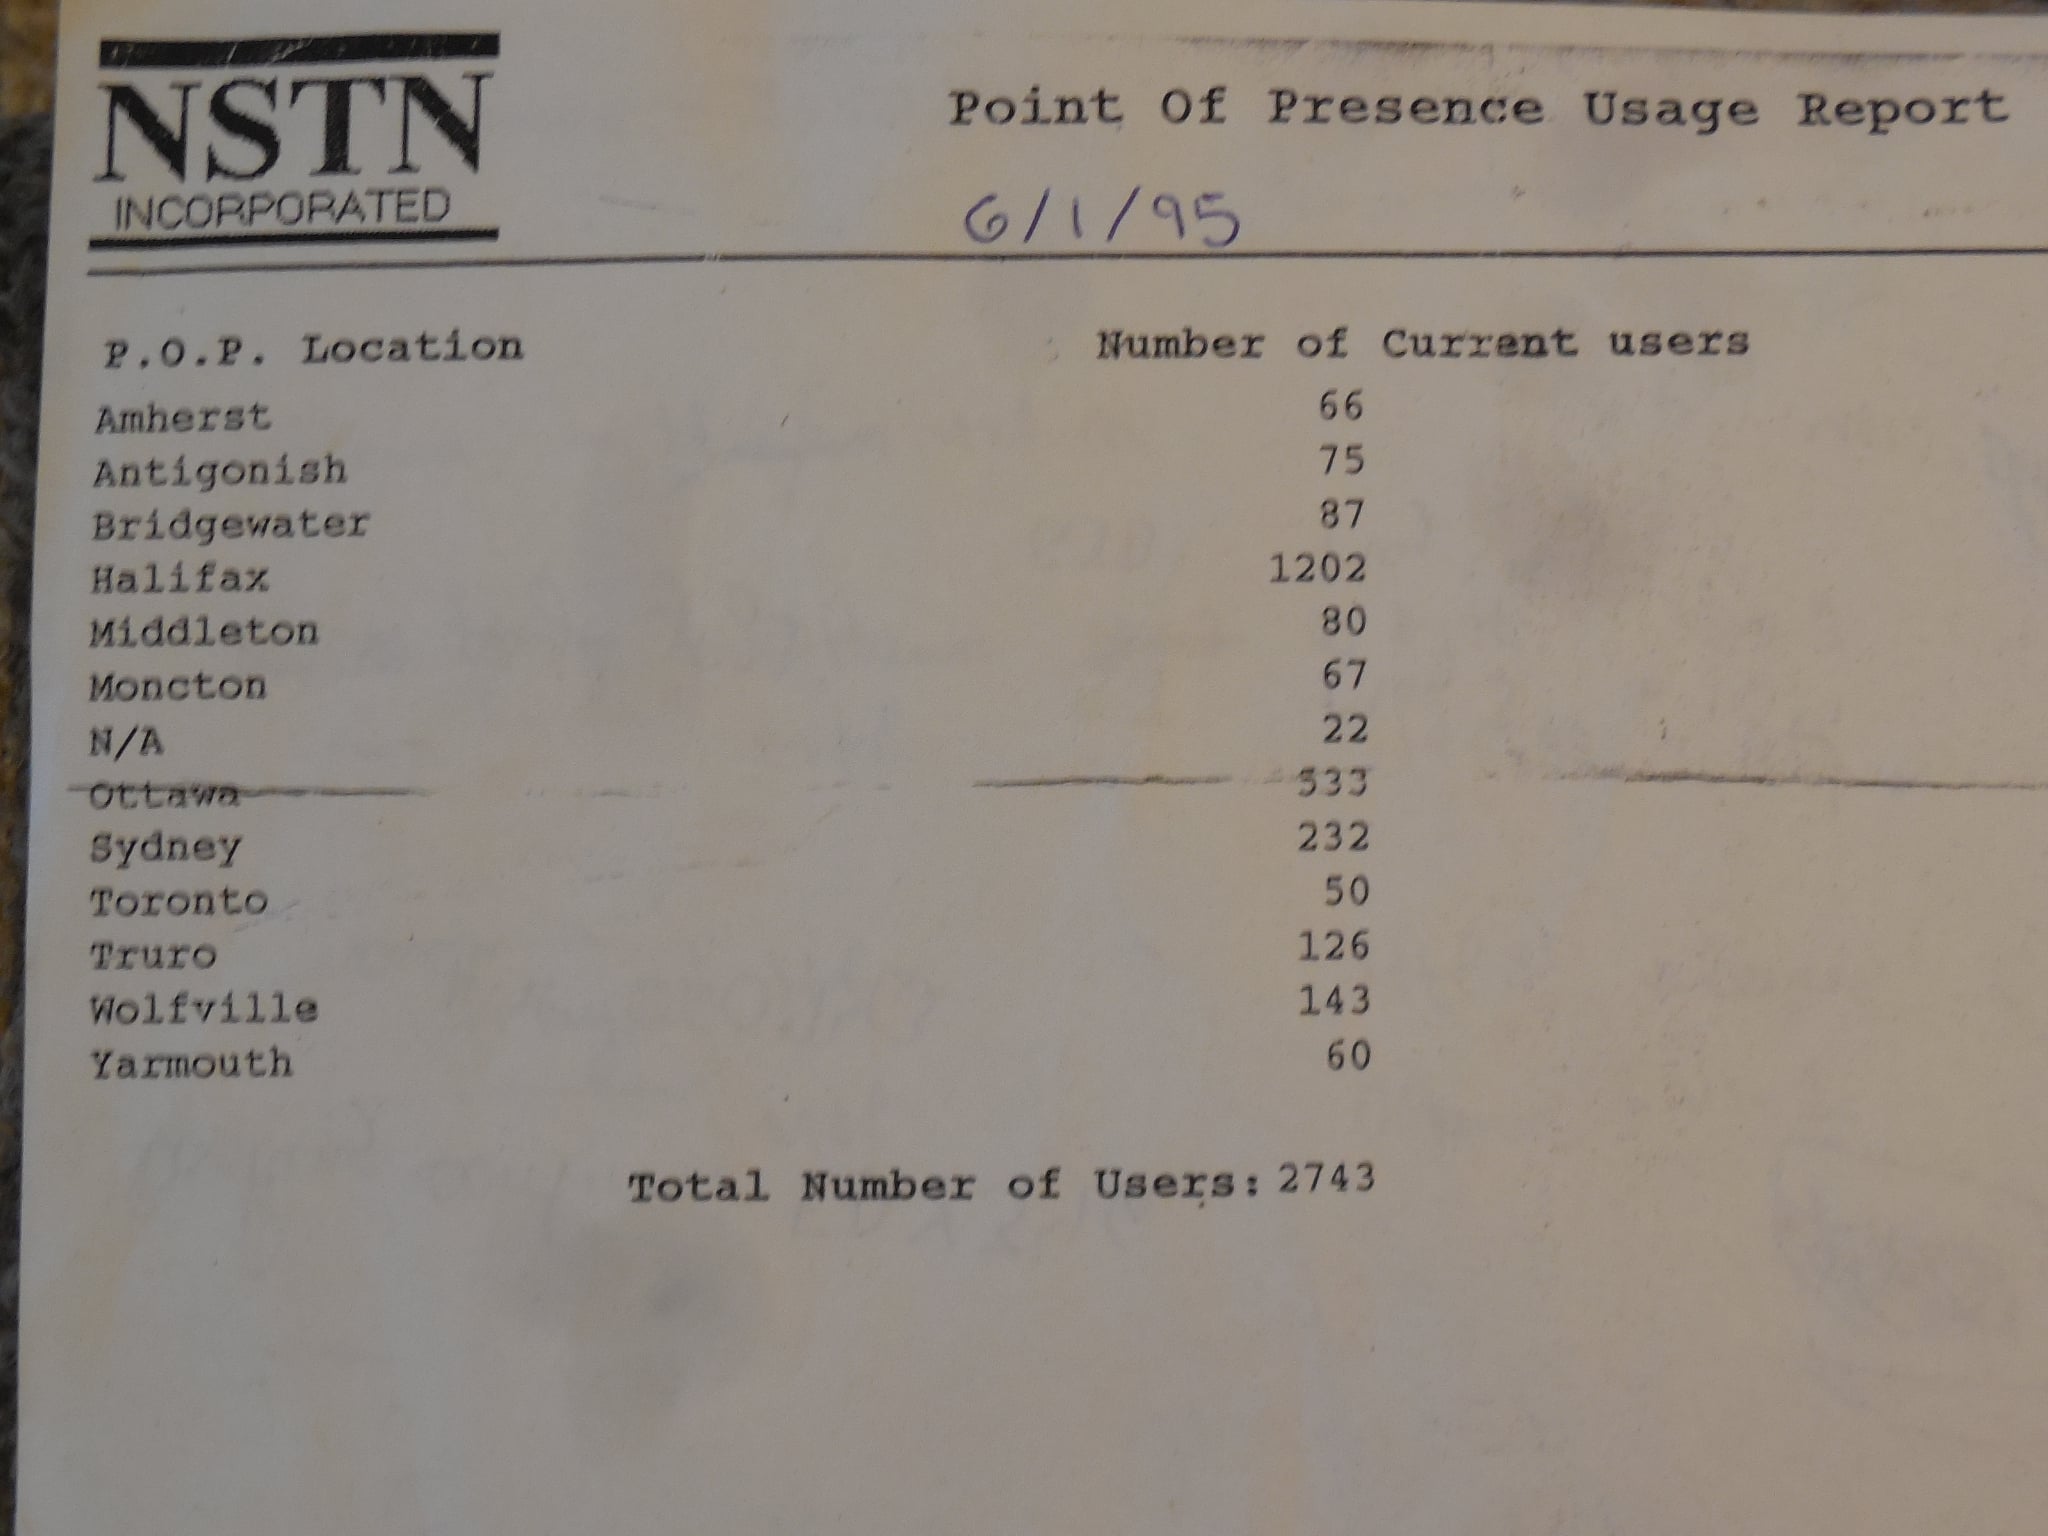 NSTN
INCORPORATED
Point Of Presence Usage Report
6/1/95
P.O.P. Location Number of Current users
Amherst 66
Antigonish 75
Bridgewater 87
Halifax 1202
Middleton 80
Moncton 67
N/A 22
Ottawa 533
Sydney 232
Toronto 50
Truro 126
Wolfville 143
Yarmouth 60
Total Number of Users: 2743